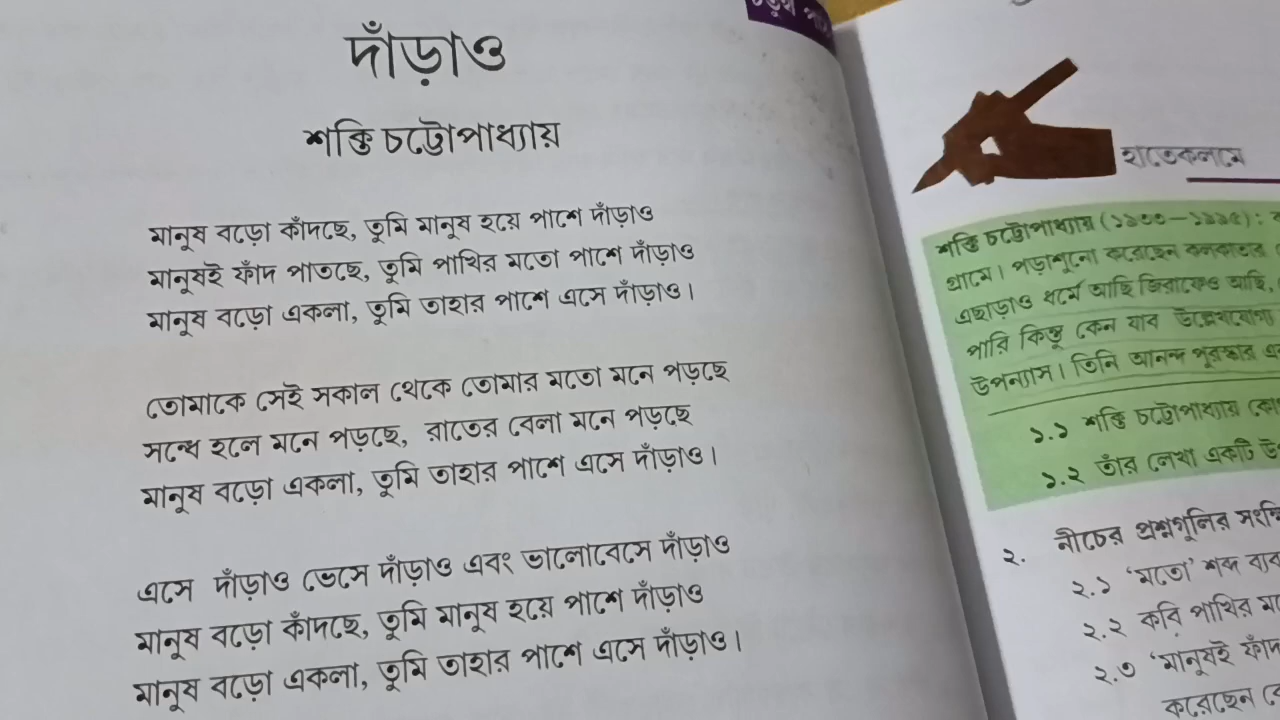 দাঁড়াও
শক্তি চট্টোপাধ্যায়
মানুষ বড়ো কাঁদছে, তুমি মানুষ হয়ে পাশে দাঁড়াও
মানুষই ফাঁদ পাতছে, তুমি পাখির মতো পাশে দাঁড়াও
মানুষ বড়ো একলা, তুমি তাহার পাশে এসে দাঁড়াও।
তোমাকে সেই সকাল থেকে তোমার মতো মনে পড়ছে
সন্ধে হলে মনে পড়ছে, রাতের বেলা মনে পড়ছে
মানুষ বড়ো একলা, তুমি তাহার পাশে এসে দাঁড়াও।
এসে দাঁড়াও ভেসে দাঁড়াও এবং ভালোবেসে দাঁড়াও
মানুষ বড়ো কাঁদছে, তুমি মানুষ হয়ে পাশে দাঁড়াও
মানুষ বড়ো একলা, তুমি তাহার পাশে এসে দাঁড়াও।
হাতেকলমে
শক্তি চট্টোপাধ্যায় (১৯৩৩—১৯৯৫) :
গ্রামে। পড়াশুনো করেছেন কলকাতার
এছাড়াও ধর্মে আছি জিরাফেও আছি,
পারি কিন্তু কেন যাব উল্লেখযোগ্য
উপন্যাস। তিনি আনন্দ পুরস্কার
১.১ শক্তি চট্টোপাধ্যায়
১.২ তাঁর লেখা একটি
২. নীচের প্রশ্নগুলির
২.১ ‘মতো’ শব্দ
২.২ কবি পাখির
২.৩ ‘মানুষই ফাঁদ
করেছেন